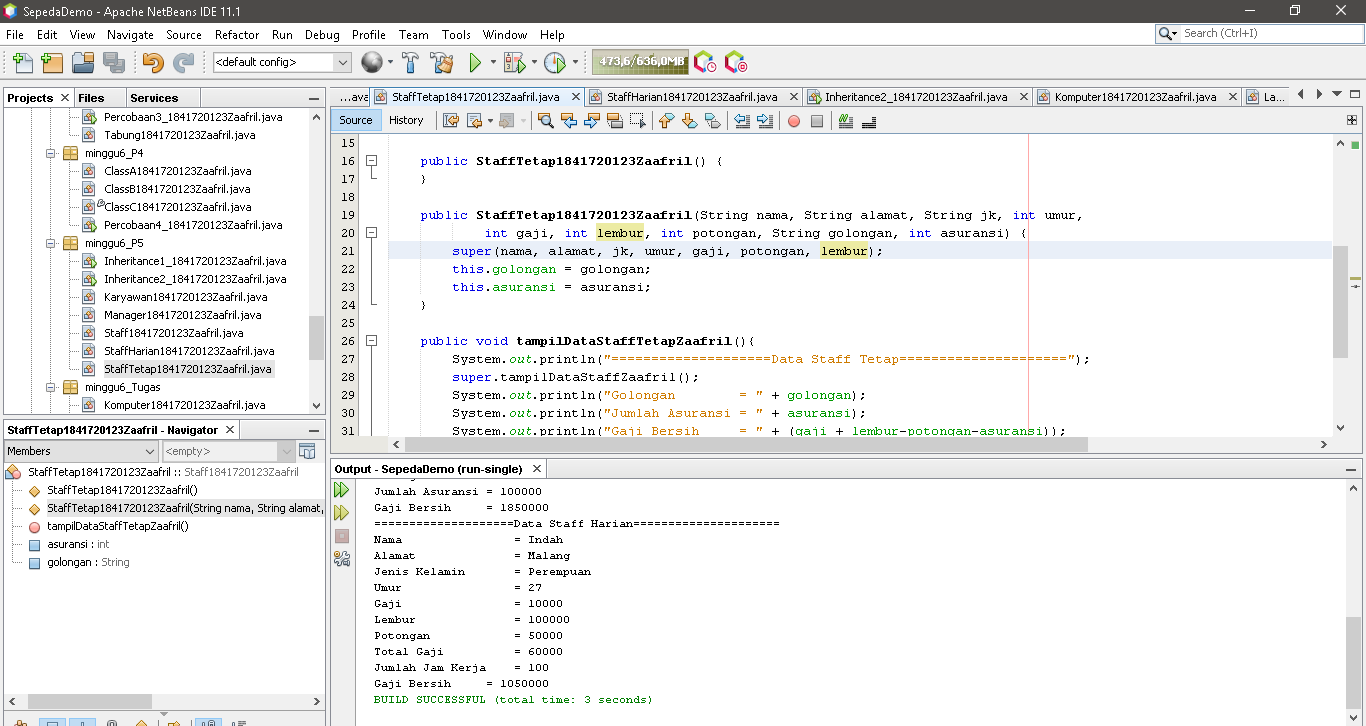 SepedaDemo - Apache NetBeans IDE 11.1
File Edit View Navigate Source Refactor Run Debug Profile Team Tools Window Help
Search (Ctrl+I)
<default config>
473,6/636,0MB
Projects Files Services
Percobaan3_1841720123Zaafril.java
Tabung1841720123Zaafril.java
minggu6_P4
ClassA1841720123Zaafril.java
ClassB1841720123Zaafril.java
ClassC1841720123Zaafril.java
Percobaan4_1841720123Zaafril.java
minggu6_P5
Inheritance1_1841720123Zaafril.java
Inheritance2_1841720123Zaafril.java
Karyawan1841720123Zaafril.java
Manager1841720123Zaafril.java
Staff1841720123Zaafril.java
StaffHarian1841720123Zaafril.java
StaffTetap1841720123Zaafril.java
minggu6_Tugas
Komputer1841720123Zaafril.java
StaffTetap1841720123Zaafril - Navigator
Members <empty>
StaffTetap1841720123Zaafril :: Staff1841720123Zaafril
StaffTetap1841720123Zaafril()
StaffTetap1841720123Zaafril(String nama, String alamat,
tampilDataStaffTetapZaafril()
asuransi : int
golongan : String
...ava StaffTetap1841720123Zaafril.java StaffHarian1841720123Zaafril.java Inheritance2_1841720123Zaafril.java Komputer1841720123Zaafril.java La...
Source History
15
16 public StaffTetap1841720123Zaafril() {
17 }
18
19 public StaffTetap1841720123Zaafril(String nama, String alamat, String jk, int umur,
20 int gaji, int lembur, int potongan, String golongan, int asuransi) {
21 super(nama, alamat, jk, umur, gaji, potongan, lembur);
22 this.golongan = golongan;
23 this.asuransi = asuransi;
24 }
25
26 public void tampilDataStaffTetapZaafril(){
27 System.out.println("====================Data Staff Tetap=====================");
28 super.tampilDataStaffZaafril();
29 System.out.println("Golongan        = " + golongan);
30 System.out.println("Jumlah Asuransi = " + asuransi);
31 System.out.println("Gaji Bersih     = " + (gaji + lembur-potongan-asuransi));
Output - SepedaDemo (run-single)
Jumlah Asuransi = 100000
Gaji Bersih     = 1850000
====================Data Staff Harian=====================
Nama                = Indah
Alamat              = Malang
Jenis Kelamin       = Perempuan
Umur                = 27
Gaji                = 10000
Lembur              = 100000
Potongan            = 50000
Total Gaji          = 60000
Jumlah Jam Kerja    = 100
Gaji Bersih     = 1050000
BUILD SUCCESSFUL (total time: 3 seconds)